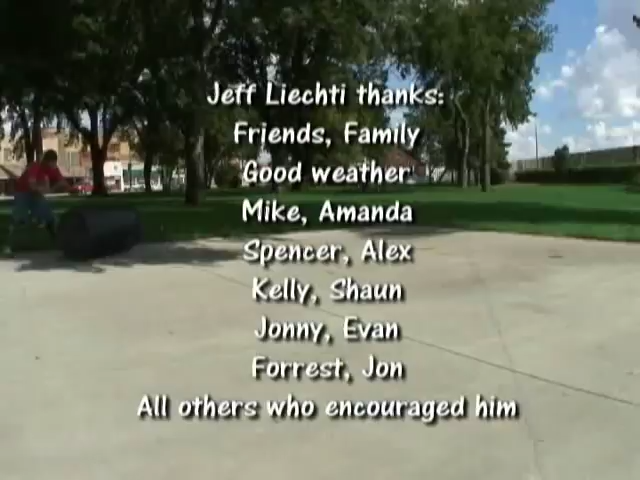 Jeff Liechti thanks:
Friends, Family
Good weather
Mike, Amanda
Spencer, Alex
Kelly, Shaun
Jonny, Evan
Forrest, Jon
All others who encouraged him